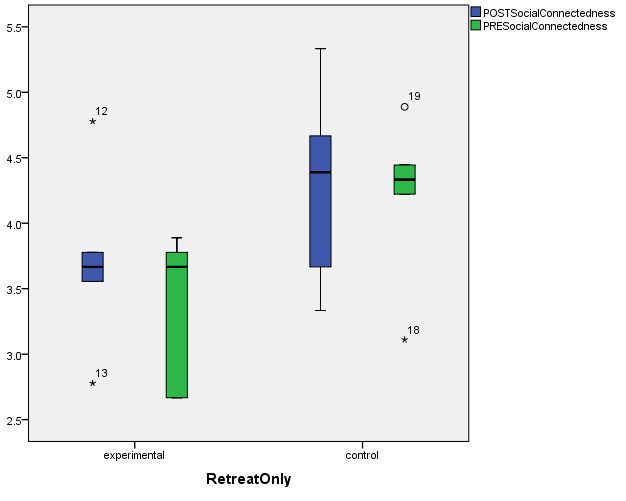 POSTSocialConnectedness
PRESocialConnectedness
5.5
5.0
4.5
4.0
3.5
3.0
2.5
12
13
19
18
experimental
control
RetreatOnly